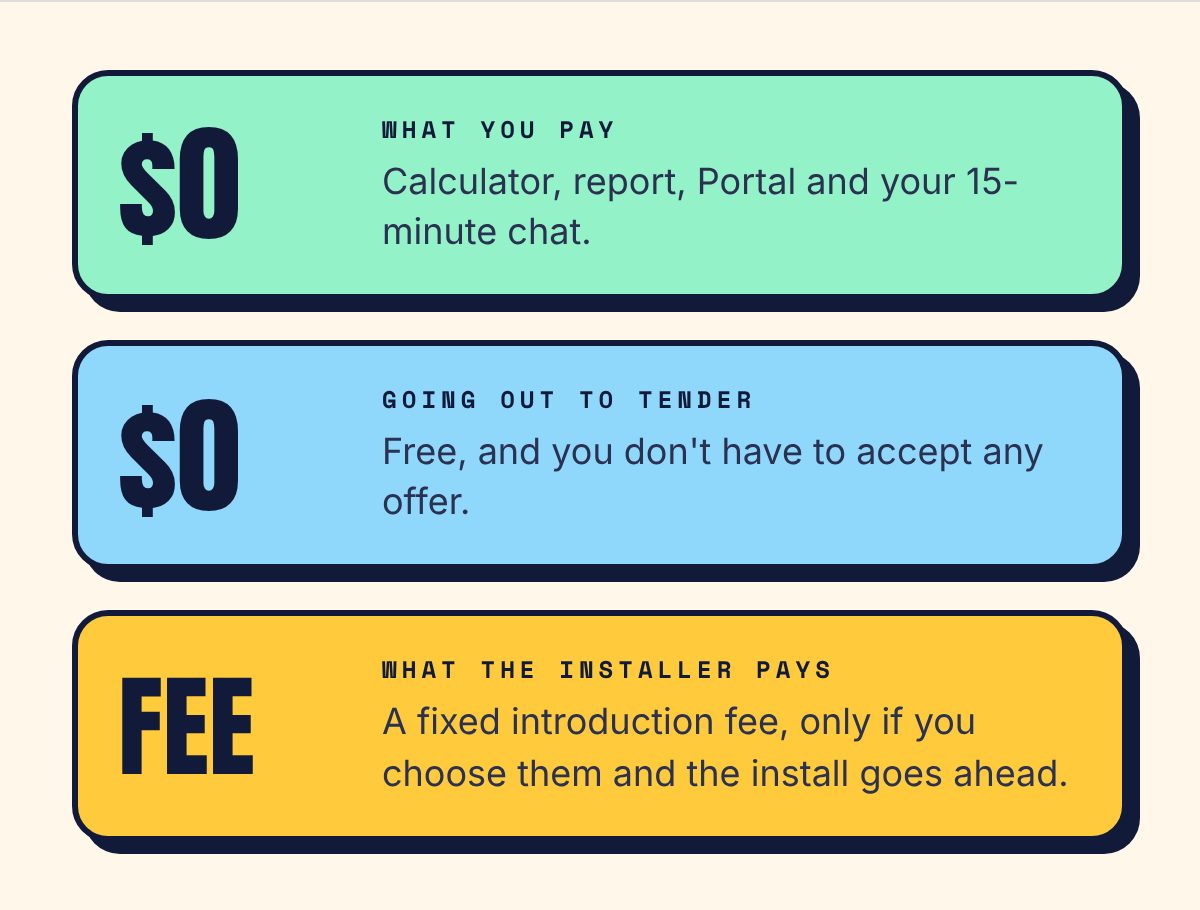 $0
WHAT YOU PAY
Calculator, report, Portal and your 15-
minute chat.
$0
GOING OUT TO TENDER
Free, and you don't have to accept any
offer.
FEE
WHAT THE INSTALLER PAYS
A fixed introduction fee, only if you
choose them and the install goes ahead.